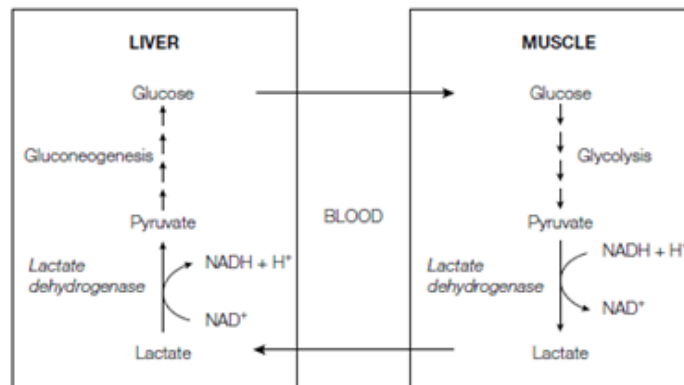 LIVER
Glucose
Gluconeogenesis
Pyruvate
Lactate
dehydrogenase
NADH + H⁺
NAD⁺
Lactate
BLOOD
MUSCLE
Glucose
Glycolysis
Pyruvate
Lactate
dehydrogenase
NADH + H⁺
NAD⁺
Lactate